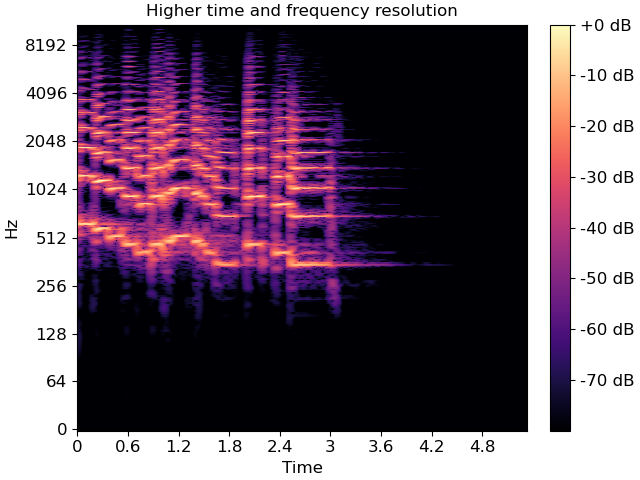 Higher time and frequency resolution
8192
4096
2048
1024
512
256
128
64
0
Hz
0 0.6 1.2 1.8 2.4 3 3.6 4.2 4.8
Time
+0 dB
-10 dB
-20 dB
-30 dB
-40 dB
-50 dB
-60 dB
-70 dB